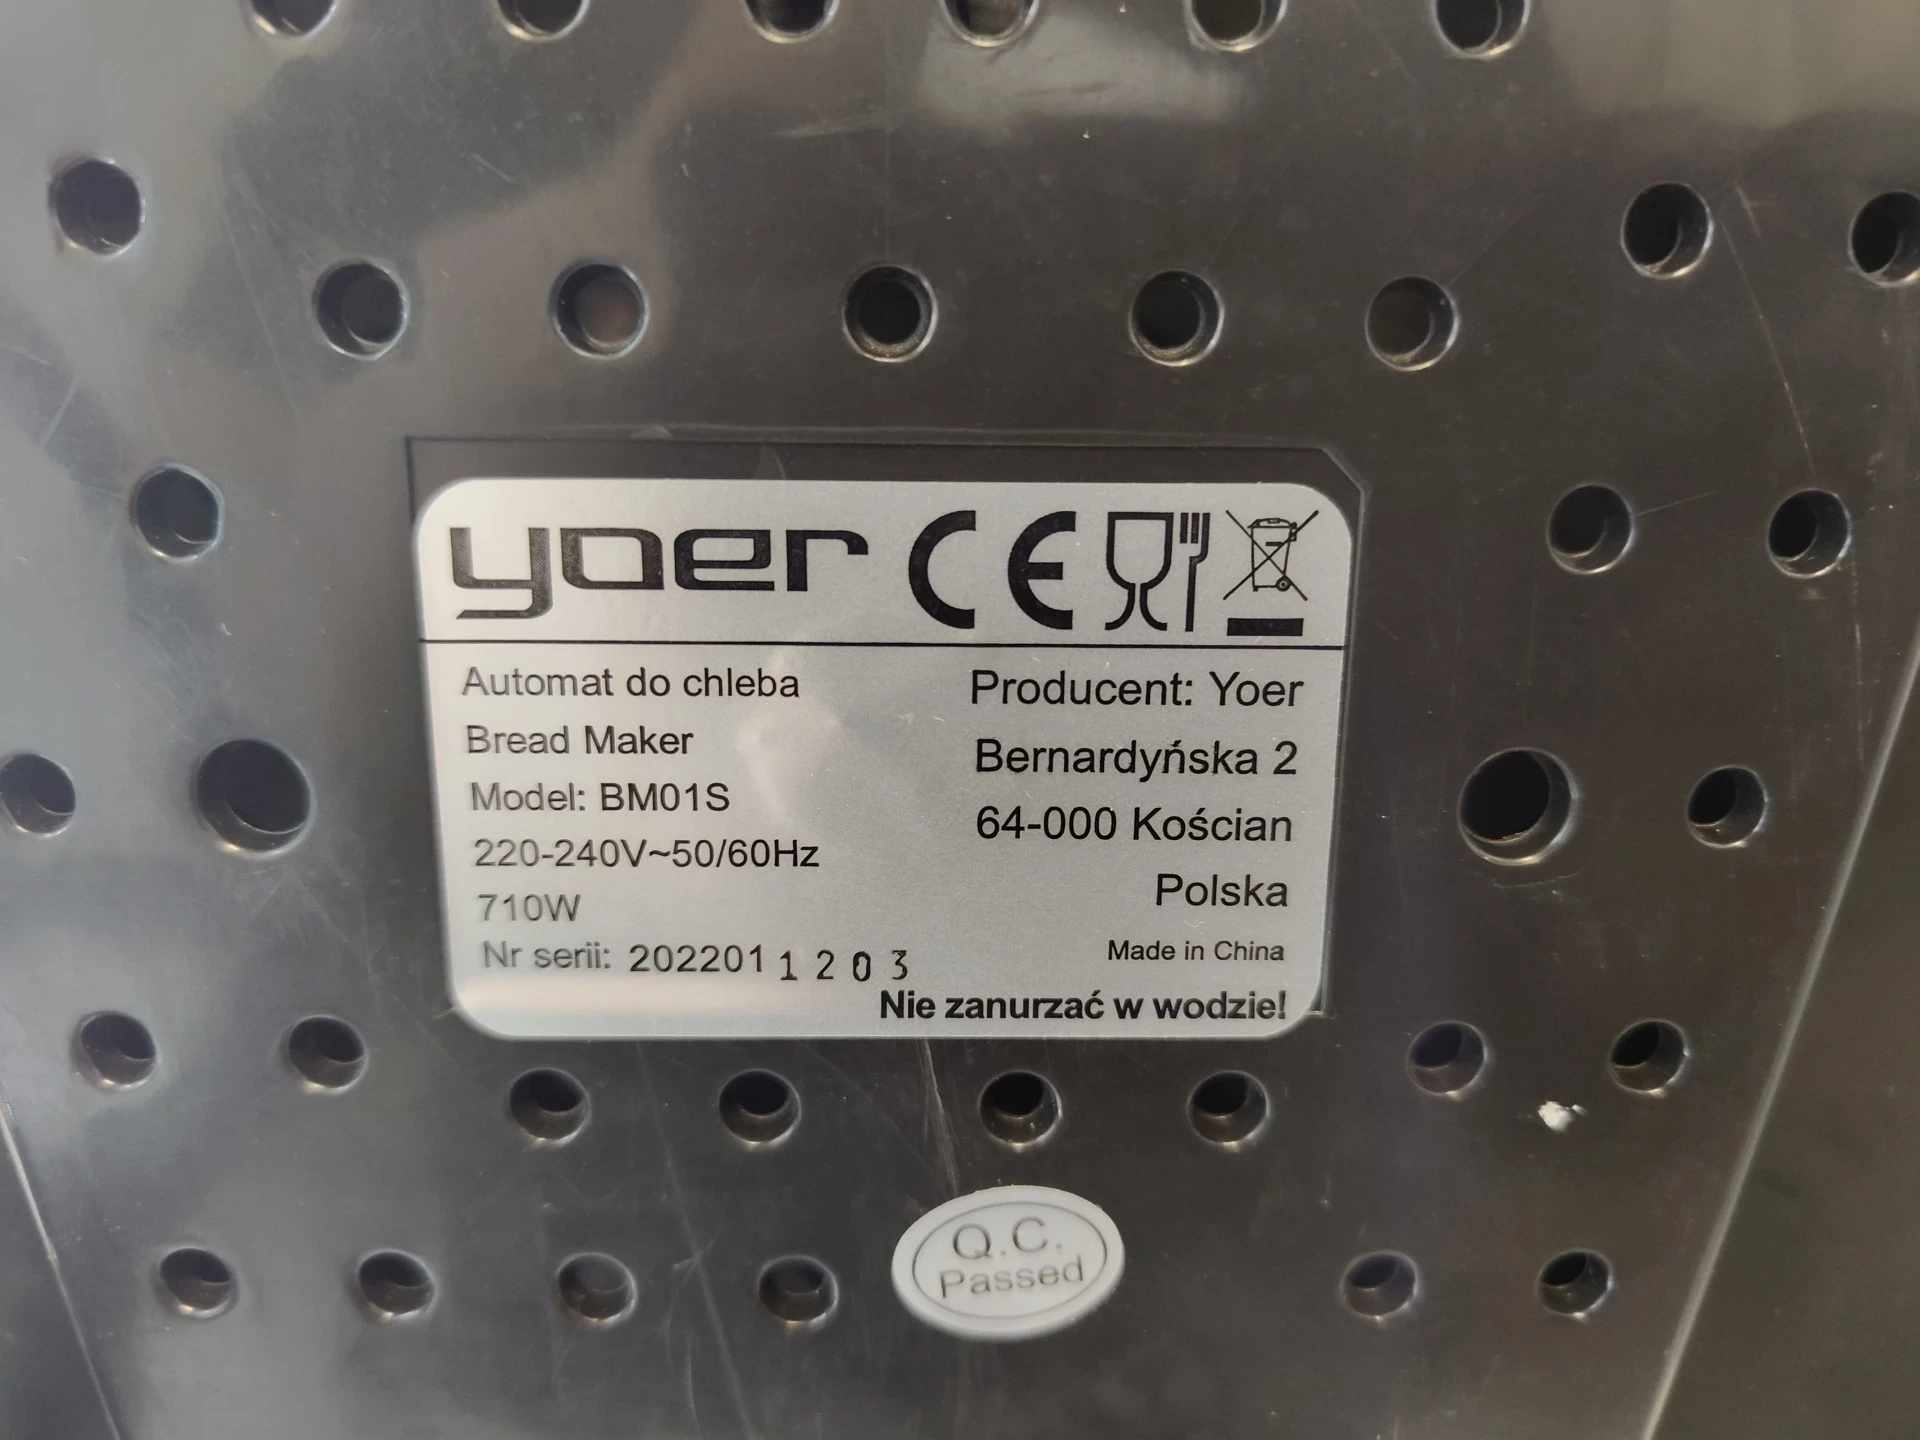 yoer CE
Automat do chleba
Bread Maker
Model: BM01S
220-240V~50/60Hz
710W
Nr serii: 2022011203
Producent: Yoer
Bernardyńska 2
64-000 Kościan
Polska
Made in China
Nie zanurzać w wodzie!
Q.C.
Passed